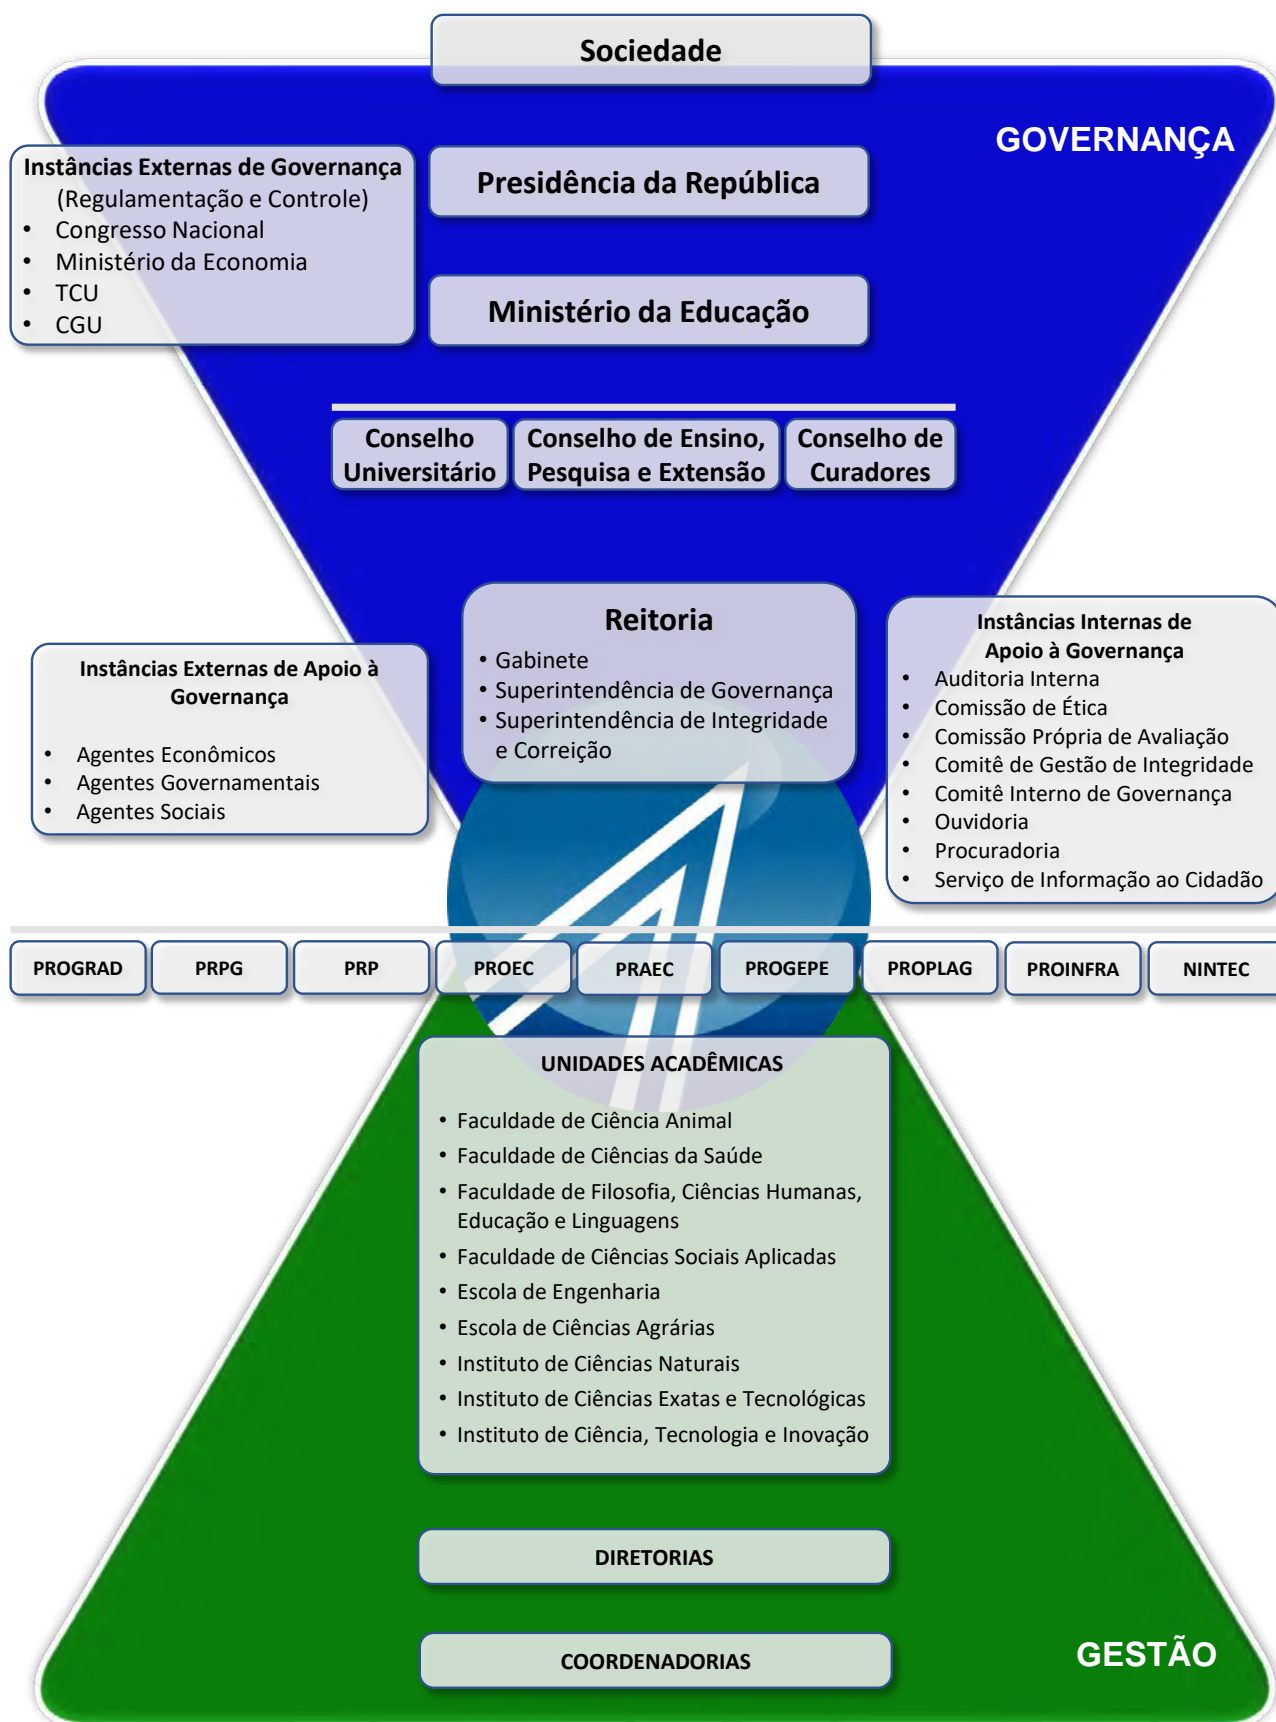 Sociedade
GOVERNANÇA
Instâncias Externas de Governança
(Regulamentação e Controle)
• Congresso Nacional
• Ministério da Economia
• TCU
• CGU
Presidência da República
Ministério da Educação
Conselho
Universitário
Conselho de Ensino,
Pesquisa e Extensão
Conselho de
Curadores
Instâncias Externas de Apoio à
Governança
• Agentes Econômicos
• Agentes Governamentais
• Agentes Sociais
Reitoria
• Gabinete
• Superintendência de Governança
• Superintendência de Integridade
e Correição
Instâncias Internas de
Apoio à Governança
• Auditoria Interna
• Comissão de Ética
• Comissão Própria de Avaliação
• Comitê de Gestão de Integridade
• Comitê Interno de Governança
• Ouvidoria
• Procuradoria
• Serviço de Informação ao Cidadão
PROGRAD
PRPG
PRP
PROEC
PRAEC
PROGEPE
PROPLAG
PROINFRA
NINTEC
UNIDADES ACADÊMICAS
• Faculdade de Ciência Animal
• Faculdade de Ciências da Saúde
• Faculdade de Filosofia, Ciências Humanas,
Educação e Linguagens
• Faculdade de Ciências Sociais Aplicadas
• Escola de Engenharia
• Escola de Ciências Agrárias
• Instituto de Ciências Naturais
• Instituto de Ciências Exatas e Tecnológicas
• Instituto de Ciência, Tecnologia e Inovação
DIRETORIAS
COORDENADORIAS
GESTÃO